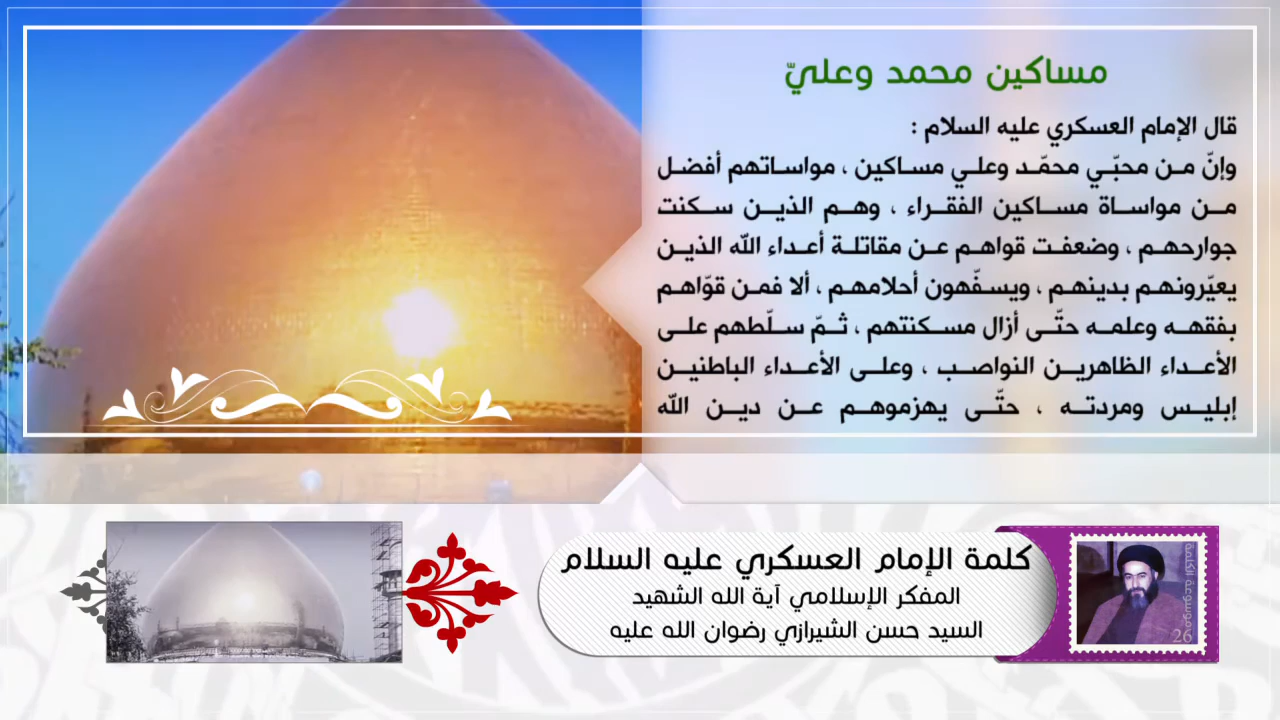 مساكين محمد وعليّ
قال الإمام العسكري عليه السلام :
وإنّ من محبّي محمّد وعلي مساكين ، مواساتهم أفضل
من مواساة مساكين الفقراء ، وهم الذين سكنت
جوارحهم ، وضعفت قواهم عن مقاتلة أعداء الله الذين
يعيّرونهم بدينهم ، ويسفّهون أحلامهم ، ألا فمن قوّاهم
بفقهه وعلمه حتّى أزال مسكنتهم ، ثمّ سلّطهم على
الأعداء الظاهرين النواصب ، وعلى الأعداء الباطنين
إبليس ومردته ، حتّى يهزموهم عن دين الله
كلمة الإمام العسكري عليه السلام
المفكر الإسلامي آية الله الشهيد
السيد حسن الشيرازي رضوان الله عليه
موسوعة الكلمة
26